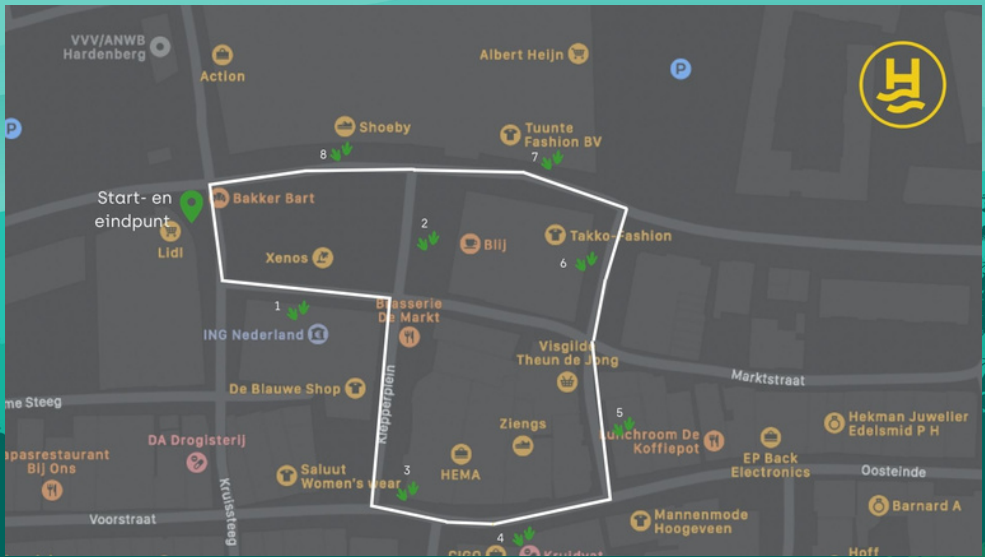 VVV/ANWB
Hardenberg
Action
Albert Heijn
P
H
P
Shoeby
8
Tuunte
Fashion BV
7
Start- en
eindpunt
Bakker Bart
Lidl
Xenos
2
Blij
Takko-Fashion
6
1
Brasserie
De Markt
ING Nederland
Visgilde
Theun de Jong
De Blauwe Shop
Klepperplein
Marktstraat
me Steeg
5
Ziengs
Lunchroom De
Koffiepot
Hekman Juwelier
Edelsmid P H
DA Drogisterij
apasrestaurant
Bij Ons
HEMA
EP Back
Electronics
Oosteinde
Saluut
Women's wear
3
Kruissteeg
Voorstraat
Mannenmode
Hoogeveen
Barnard A
4
Kruidvat
Hoff